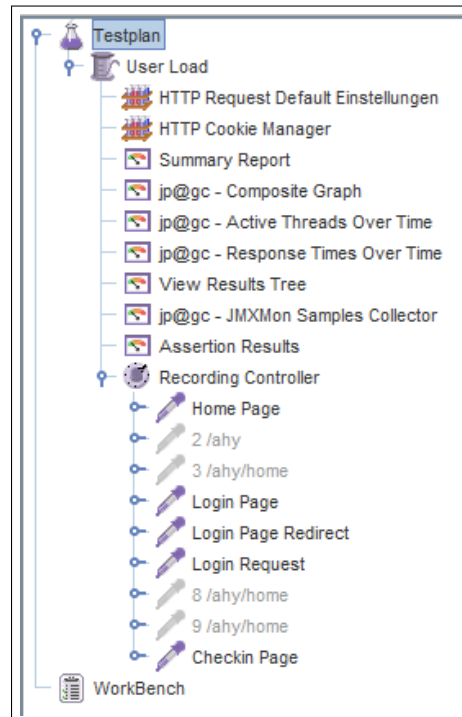 Testplan
User Load
HTTP Request Default Einstellungen
HTTP Cookie Manager
Summary Report
jp@gc - Composite Graph
jp@gc - Active Threads Over Time
jp@gc - Response Times Over Time
View Results Tree
jp@gc - JMXMon Samples Collector
Assertion Results
Recording Controller
Home Page
2 /ahy
3 /ahy/home
Login Page
Login Page Redirect
Login Request
8 /ahy/home
9 /ahy/home
Checkin Page
WorkBench